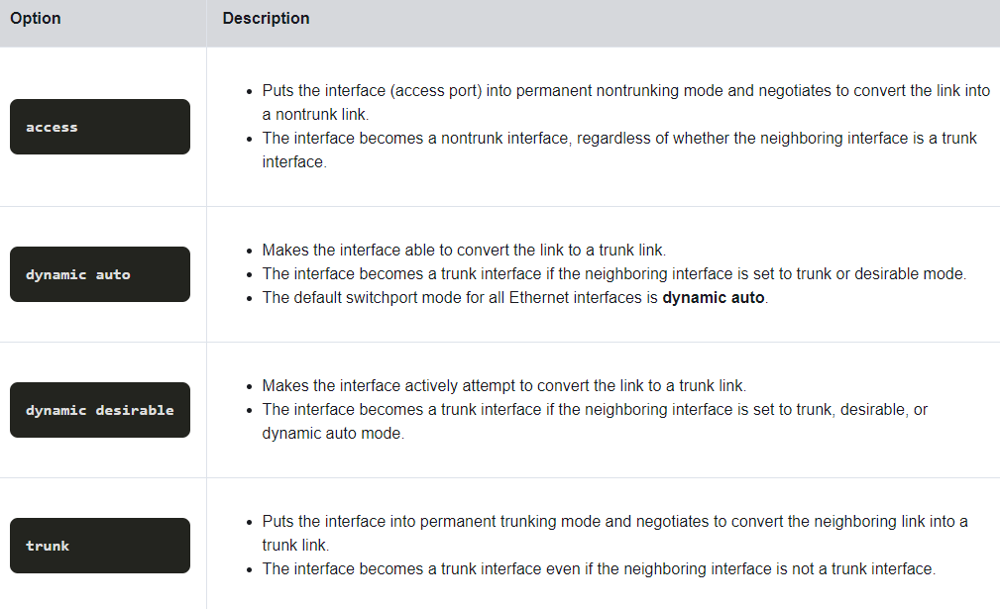 Option Description
access
• Puts the interface (access port) into permanent nontrunking mode and negotiates to convert the link into
a nontrunk link.
• The interface becomes a nontrunk interface, regardless of whether the neighboring interface is a trunk
interface.
dynamic auto
• Makes the interface able to convert the link to a trunk link.
• The interface becomes a trunk interface if the neighboring interface is set to trunk or desirable mode.
• The default switchport mode for all Ethernet interfaces is dynamic auto.
dynamic desirable
• Makes the interface actively attempt to convert the link to a trunk link.
• The interface becomes a trunk interface if the neighboring interface is set to trunk, desirable, or
dynamic auto mode.
trunk
• Puts the interface into permanent trunking mode and negotiates to convert the neighboring link into a
trunk link.
• The interface becomes a trunk interface even if the neighboring interface is not a trunk interface.